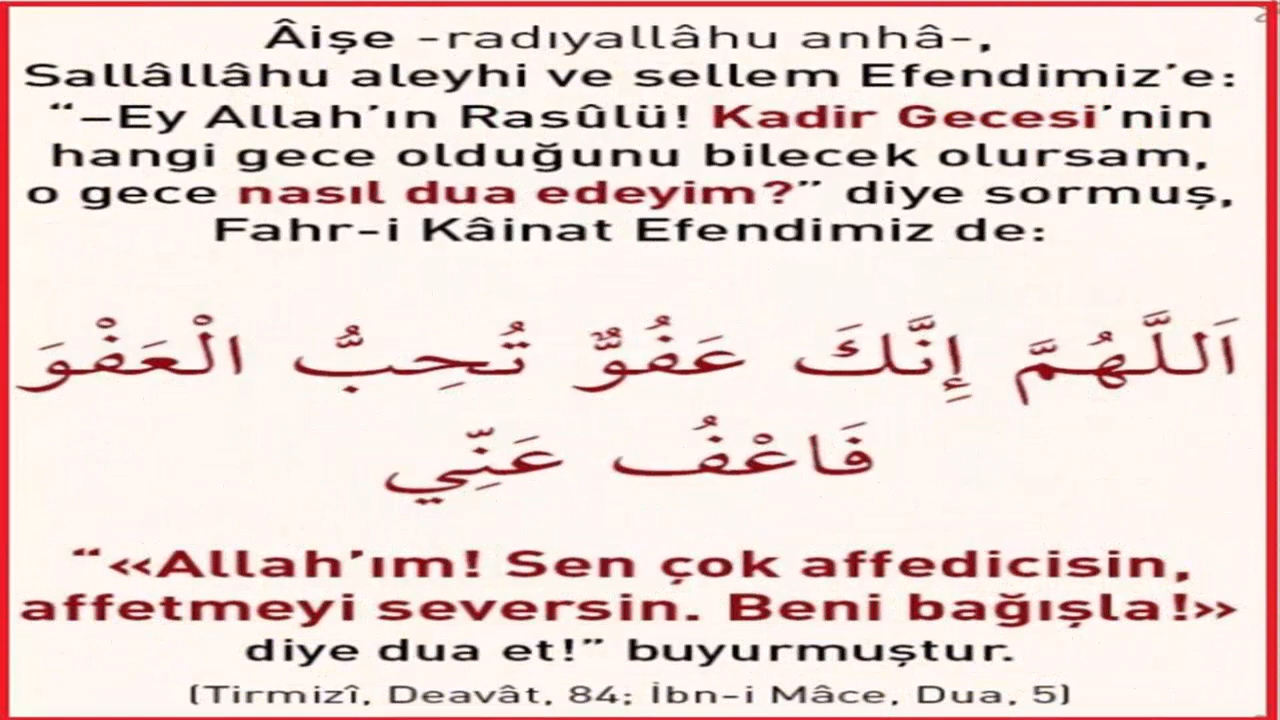 Âişe -radıyallâhu anhâ-,
Sallâllâhu aleyhi ve sellem Efendimiz’e:
“–Ey Allah’ın Rasûlü! Kadir Gecesi’nin
hangi gece olduğunu bilecek olursam,
o gece nasıl dua edeyim?” diye sormuş,
Fahr-i Kâinat Efendimiz de:
اَللَّهُمَّ إِنَّكَ عَفُوٌّ تُحِبُّ الْعَفْوَ
فَاعْفُ عَنِّي
“‹‹Allah’ım! Sen çok affedicisin,
affetmeyi seversin. Beni bağışla!››
diye dua et!” buyurmuştur.
(Tirmizî, Deavât, 84; İbn-i Mâce, Dua, 5)